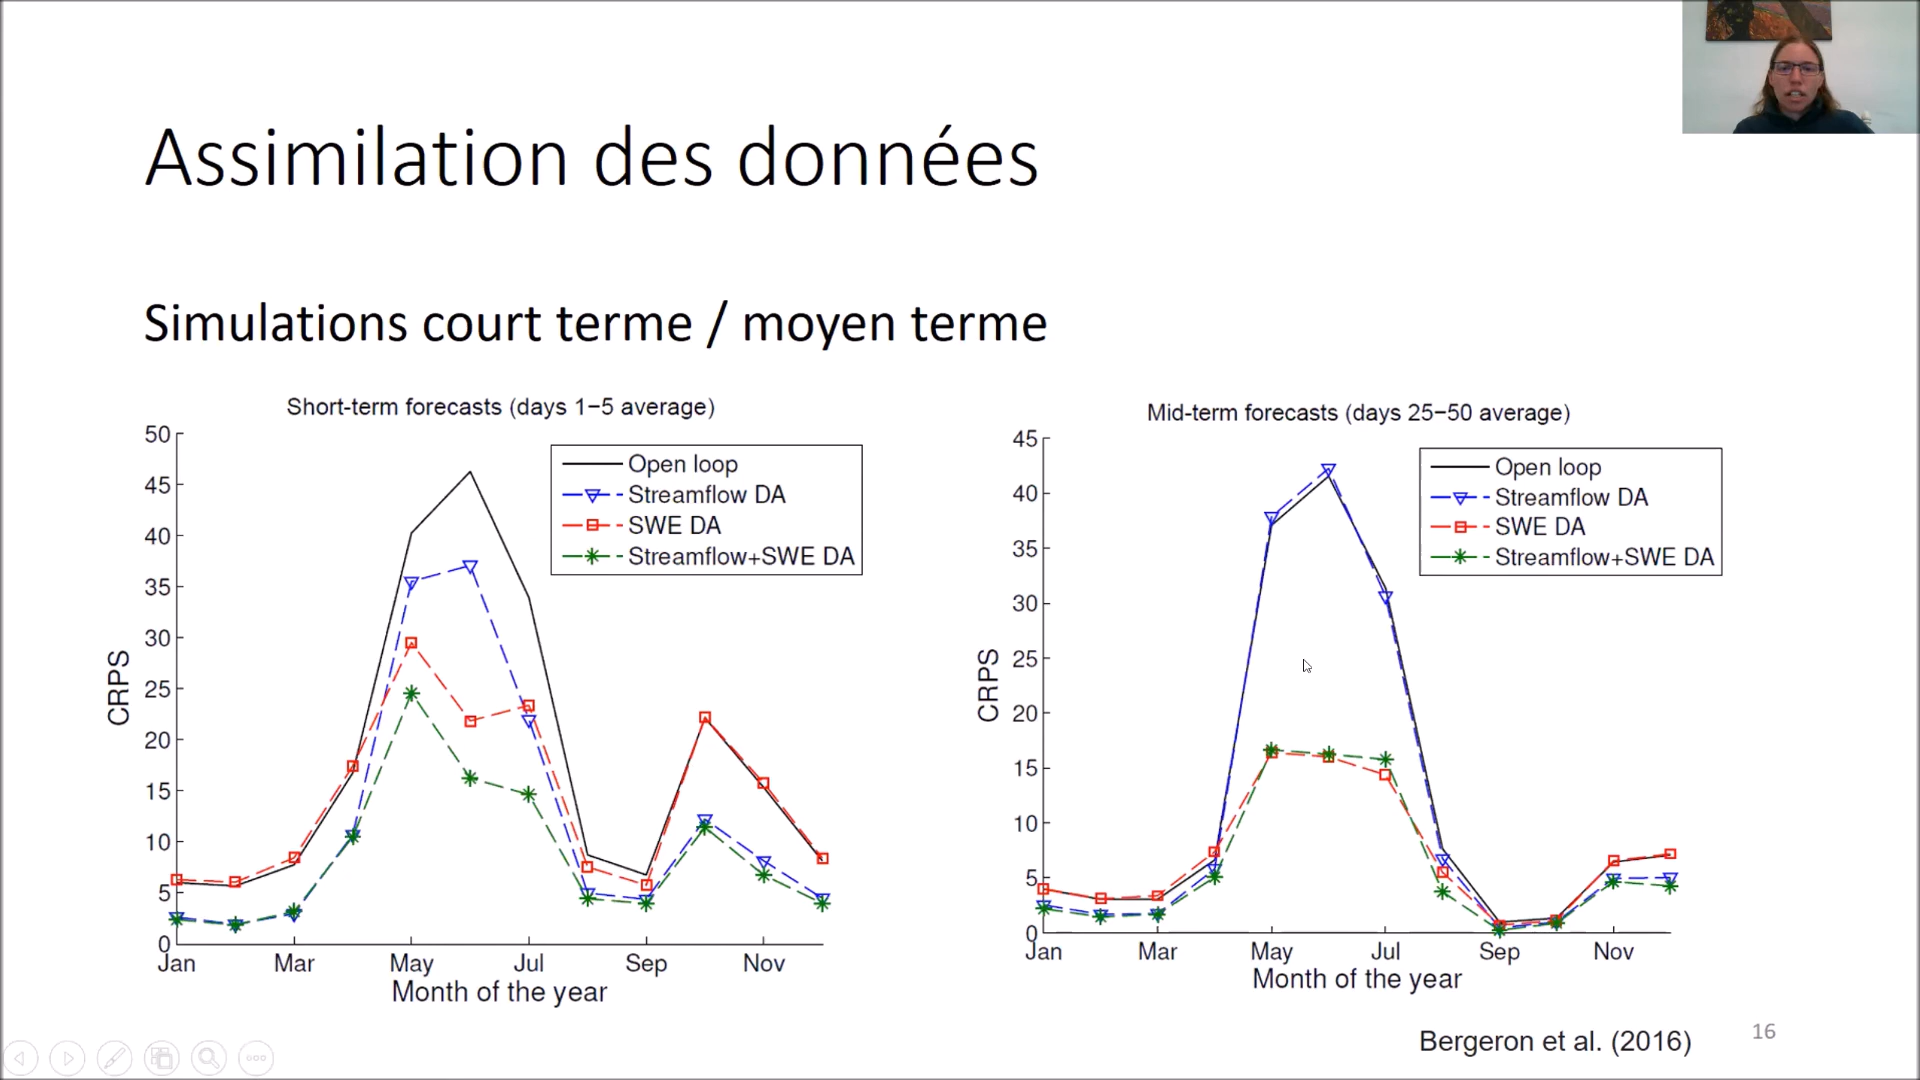 Assimilation des données
Simulations court terme / moyen terme
Short-term forecasts (days 1−5 average)
50
45
40
35
30
25
20
15
10
5
0
CRPS
Open loop
Streamflow DA
SWE DA
Streamflow+SWE DA
Jan Mar May Jul Sep Nov
Month of the year
Mid-term forecasts (days 25−50 average)
45
40
35
30
25
20
15
10
5
0
CRPS
Open loop
Streamflow DA
SWE DA
Streamflow+SWE DA
Jan Mar May Jul Sep Nov
Month of the year
Bergeron et al. (2016)
16